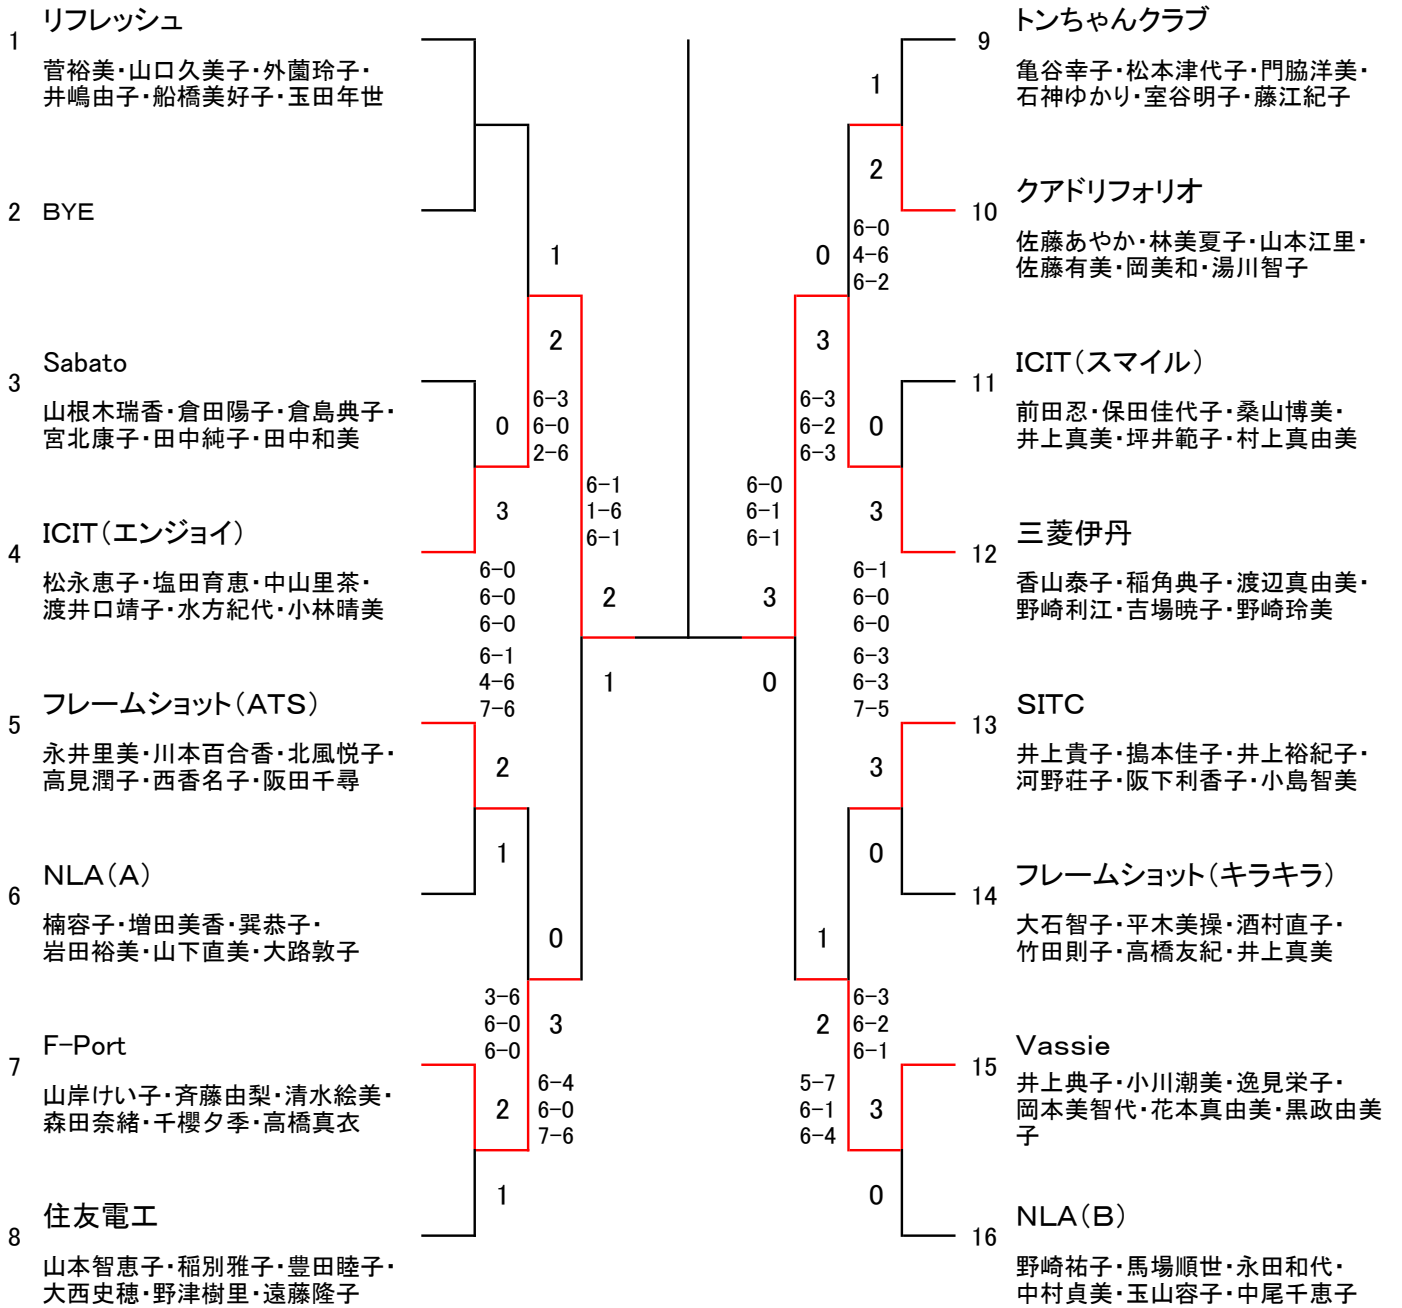 1 リフレッシュ
菅裕美・山口久美子・外薗玲子・
井嶋由子・船橋美好子・玉田年世
2 BYE
1
2
3 Sabato
山根木瑞香・倉田陽子・倉島典子・
宮北康子・田中純子・田中和美
0
6-3
6-0
2-6
3
6-1
1-6
6-1
4 ICIT(エンジョイ)
松永恵子・塩田育恵・中山里茶・
渡井口靖子・水方紀代・小林晴美
6-0
6-0
6-0
2
6-1
4-6
7-6
1
5 フレームショット(ATS)
永井里美・川本百合香・北風悦子・
高見潤子・西香名子・阪田千尋
2
1
6 NLA(A)
楠容子・増田美香・巽恭子・
岩田裕美・山下直美・大路敦子
0
3-6
6-0
6-0
3
7 F-Port
山岸けい子・斉藤由梨・清水絵美・
森田奈緒・千櫻夕季・高橋真衣
2
6-4
6-0
7-6
1
8 住友電工
山本智恵子・稲別雅子・豊田睦子・
大西史穂・野津樹里・遠藤隆子
9 トンちゃんクラブ
亀谷幸子・松本津代子・門脇洋美・
石神ゆかり・室谷明子・藤江紀子
1
2
10 クアドリフォリオ
佐藤あやか・林美夏子・山本江里・
佐藤有美・岡美和・湯川智子
6-0
4-6
6-2
0
3
11 ICIT(スマイル)
前田忍・保田佳代子・桑山博美・
井上真美・坪井範子・村上真由美
6-3
6-2
6-3
0
6-0
6-1
6-1
3
12 三菱伊丹
香山泰子・稲角典子・渡辺真由美・
野崎利江・吉場暁子・野崎玲美
6-1
6-0
6-0
3
6-3
6-3
7-5
0
13 SITC
井上貴子・搗本佳子・井上裕紀子・
河野荘子・阪下利香子・小島智美
3
0
14 フレームショット(キラキラ)
大石智子・平木美操・酒村直子・
竹田則子・高橋友紀・井上真美
1
2
6-3
6-2
6-1
15 Vassie
井上典子・小川潮美・逸見栄子・
岡本美智代・花本真由美・黒政由美
子
5-7
6-1
6-4
3
0
16 NLA(B)
野崎祐子・馬場順世・永田和代・
中村貞美・玉山容子・中尾千恵子